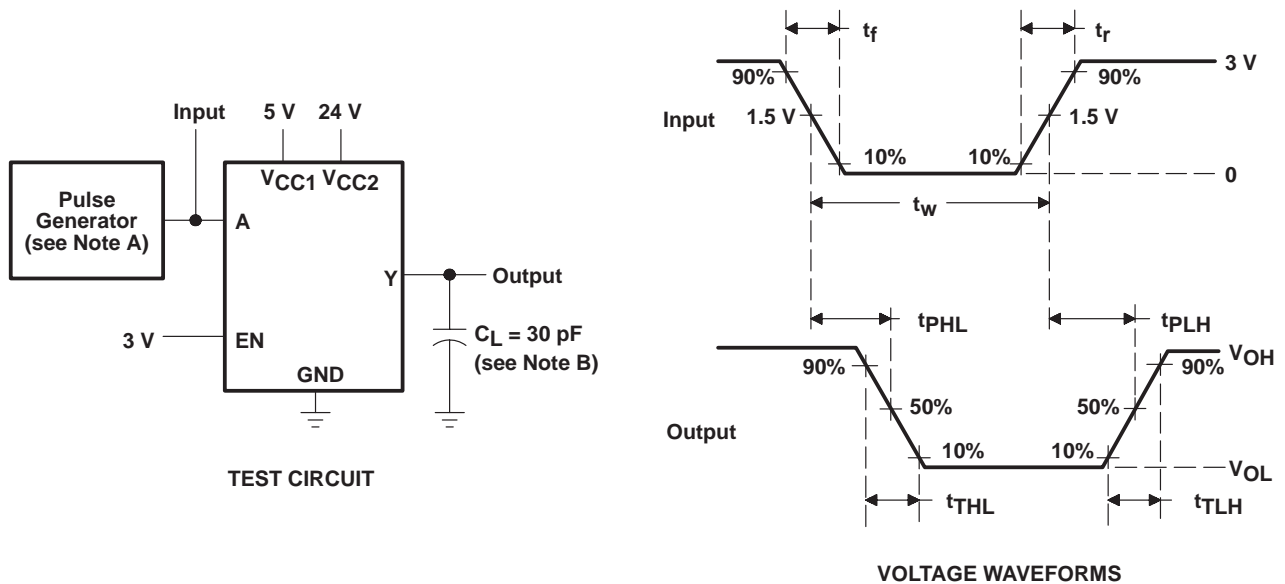 Input 5 V 24 V
VCC1 VCC2
Pulse
Generator
(see Note A)
A
Y
Output
3 V
EN
CL = 30 pF
(see Note B)
GND
TEST CIRCUIT
tf
tr
3 V
90%
90%
Input
1.5 V
1.5 V
10%
10%
0
tw
tPHL
tPLH
VOH
90%
90%
50%
50%
Output
10%
10%
VOL
tTHL
tTLH
VOLTAGE WAVEFORMS